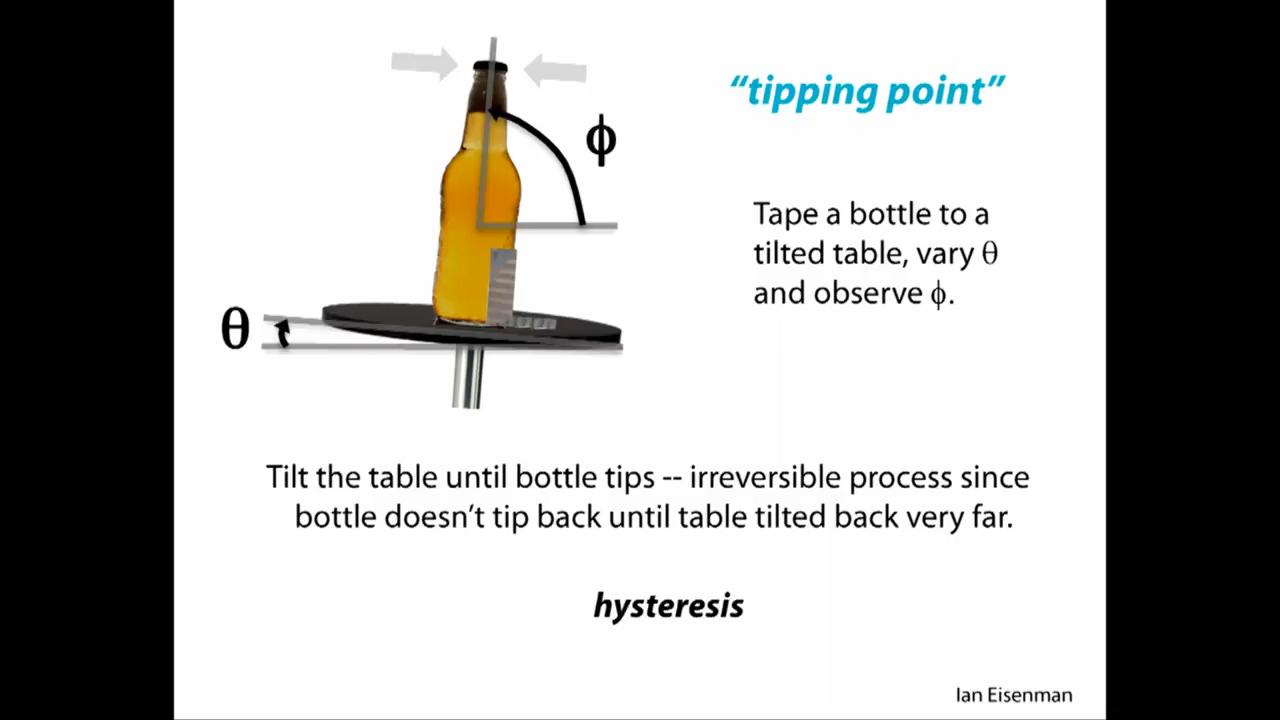 “tipping point”
ϕ
Tape a bottle to a
tilted table, vary θ
and observe ϕ.
θ
Tilt the table until bottle tips -- irreversible process since
bottle doesn’t tip back until table tilted back very far.
hysteresis
Ian Eisenman